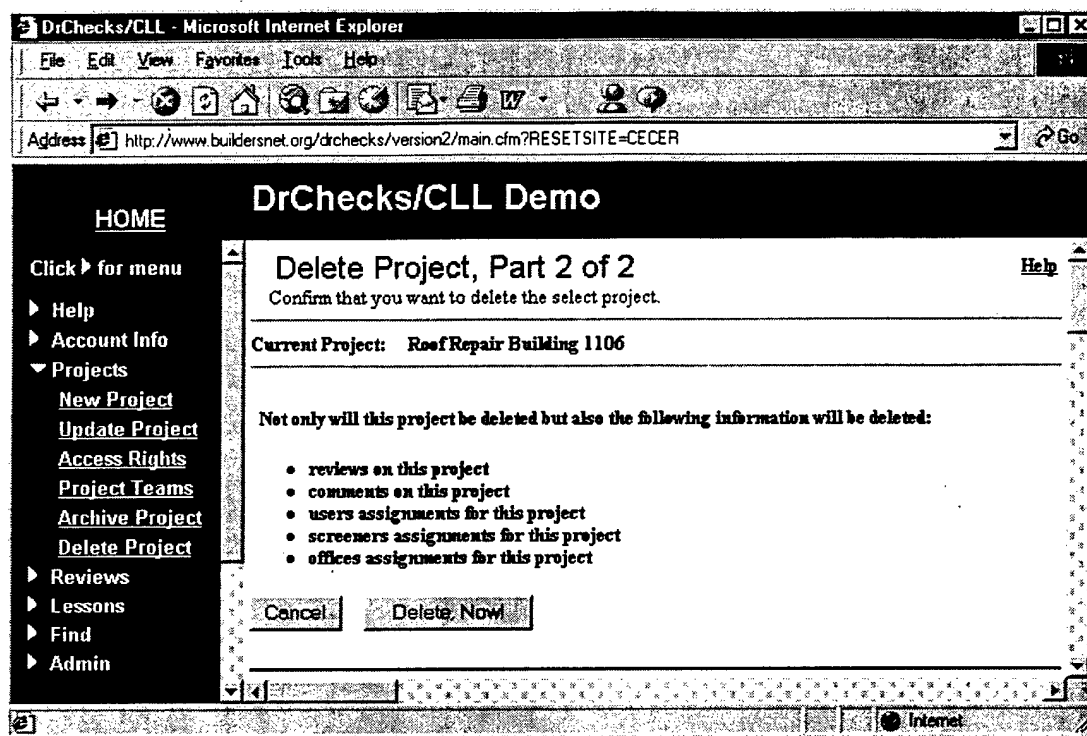 DrChecks/CLL - Microsoft Internet Explorer
File Edit View Favorites Tools Help
Address http://www.buildersnet.org/drchecks/version2/main.cfm?RESETSITE=CECER Go
DrChecks/CLL Demo
HOME
Click for menu
Help
Account Info
Projects
New Project
Update Project
Access Rights
Project Teams
Archive Project
Delete Project
Reviews
Lessons
Find
Admin
Delete Project, Part 2 of 2
Help
Confirm that you want to delete the select project.
Current Project: Roof Repair Building 1106
Not only will this project be deleted but also the following information will be deleted:
• reviews on this project
• comments on this project
• users assignments for this project
• screeners assignments for this project
• offices assignments for this project
Cancel Delete, Now!
Internet